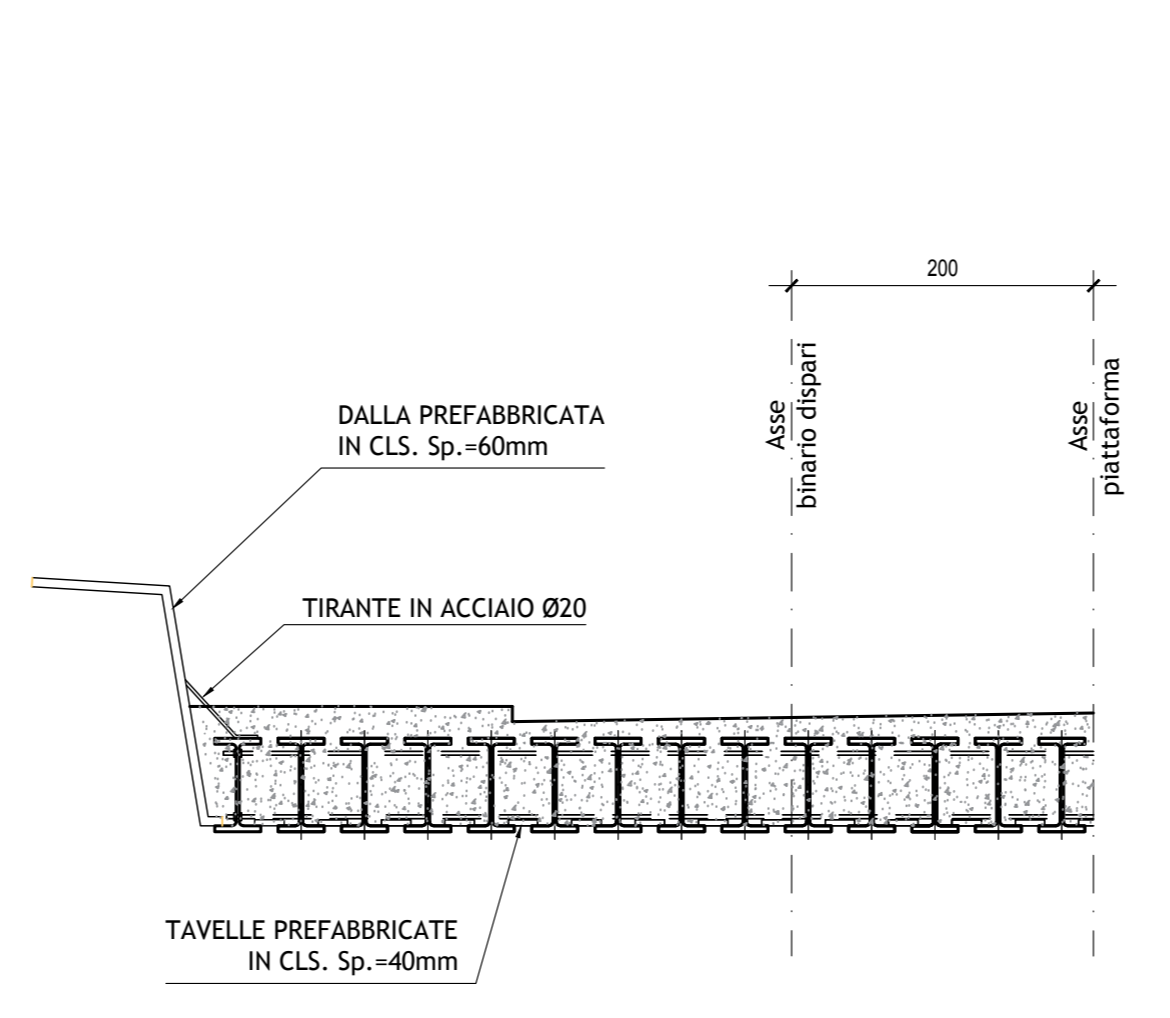 200
Asse
binario dispari
Asse
piattaforma
DALLA PREFABBRICATA
IN CLS. Sp.=60mm
TIRANTE IN ACCIAIO Ø20
TAVELLE PREFABBRICATE
IN CLS. Sp.=40mm